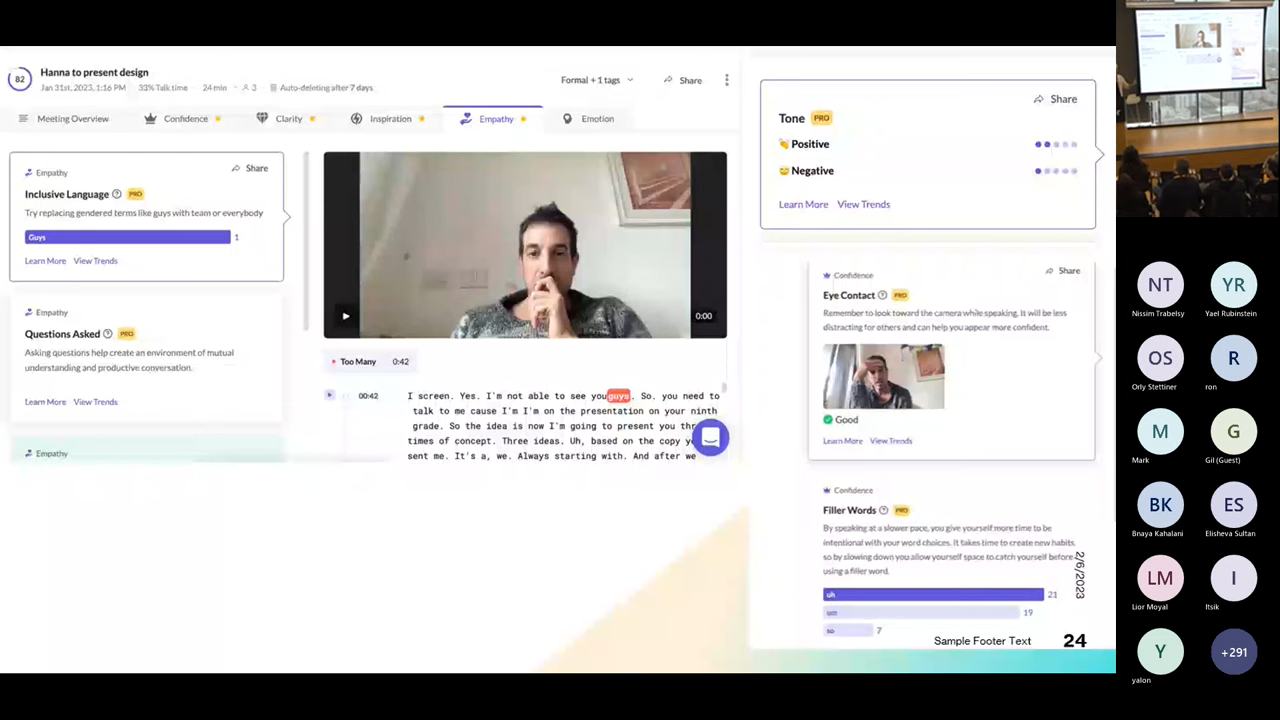 82
Hanna to present design
Jan 31st, 2023, 1:16 PM · 33% Talk time · 24 min · 3 · Auto-deleting after 7 days
Formal + 1 tags
Share
Meeting Overview
Confidence
Clarity
Inspiration
Empathy
Emotion
Empathy
Share
Inclusive Language PRO
Try replacing gendered terms like guys with team or everybody
Guys 1
Learn More View Trends
Empathy
Questions Asked PRO
Asking questions help create an environment of mutual
understanding and productive conversation.
Learn More View Trends
Empathy
0:00
Too Many 0:42
00:42
I screen. Yes. I'm not able to see you guys. So. you need to
talk to me cause I'm I'm on the presentation on your ninth
grade. So the idea is now I'm going to present you thr
times of concept. Three ideas. Uh, based on the copy y
sent me. It's a, we. Always starting with. And after we
Share
Tone PRO
Positive
Negative
Learn More View Trends
Confidence
Share
Eye Contact PRO
Remember to look toward the camera while speaking. It will be less
distracting for others and can help you appear more confident.
Good
Learn More View Trends
Confidence
Filler Words PRO
By speaking at a slower pace, you give yourself more time to be
intentional with your word choices. It takes time to create new habits,
so by slowing down you allow yourself space to catch yourself before
using a filler word.
uh 21
um 19
so 7
2/6/2023
Sample Footer Text
24
NT
Nissim Trabelsy
YR
Yael Rubinstein
OS
Orly Stettiner
R
ron
M
Mark
G
Gil (Guest)
BK
Bnaya Kahalani
ES
Elisheva Sultan
LM
Lior Moyal
I
Itsik
Y
yalon
+291